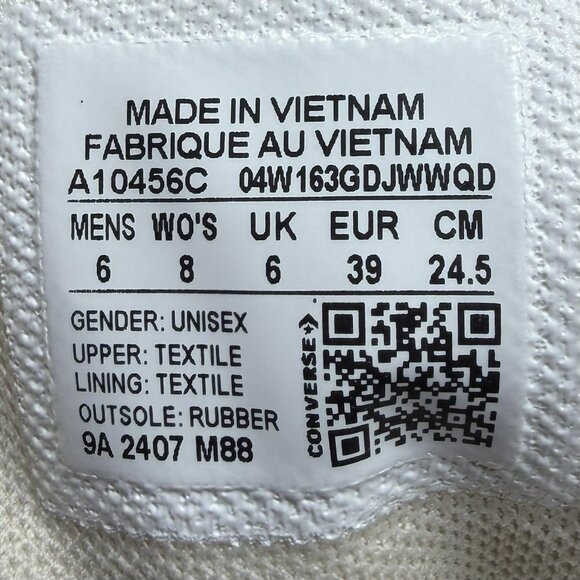 MADE IN VIETNAM
FABRIQUE AU VIETNAM
A10456C 04W163GDJWWQD
MENS WO'S UK EUR CM
6 8 6 39 24.5
GENDER: UNISEX
UPPER: TEXTILE
LINING: TEXTILE
OUTSOLE: RUBBER
9A 2407 M88
CONVERSE